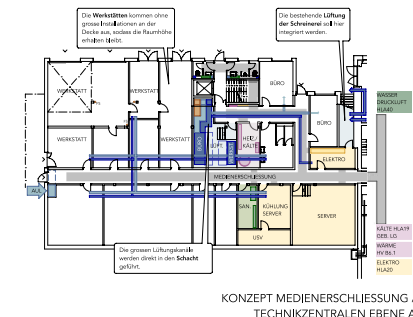 Die Werkstätten kommen ohne
grosse Installationen an der
Decke aus, sodass die Raumhöhe
erhalten bleibt.
Die bestehende Lüftung
der Schreinerei soll hier
integriert werden.
WERKSTATT
WERKSTATT
BÜRO
BÜRO
WASSER
DRUCKLUFT
HLA40
WERKSTATT
WERKSTATT
LÜFT.
HEIZ./
KÄLTE
ELEKTRO
MEDIENERSCHLIESSUNG
AUL
SAN.
KÜHLUNG
SERVER
SERVER
USV
KÄLTE HLA19
GEB. LG
WÄRME
HV B6.1
ELEKTRO
HLA20
Die grossen Lüftungskanäle
werden direkt in den Schacht
geführt.
KONZEPT MEDIENERSCHLIESSUNG
TECHNIKZENTRALEN EBENE